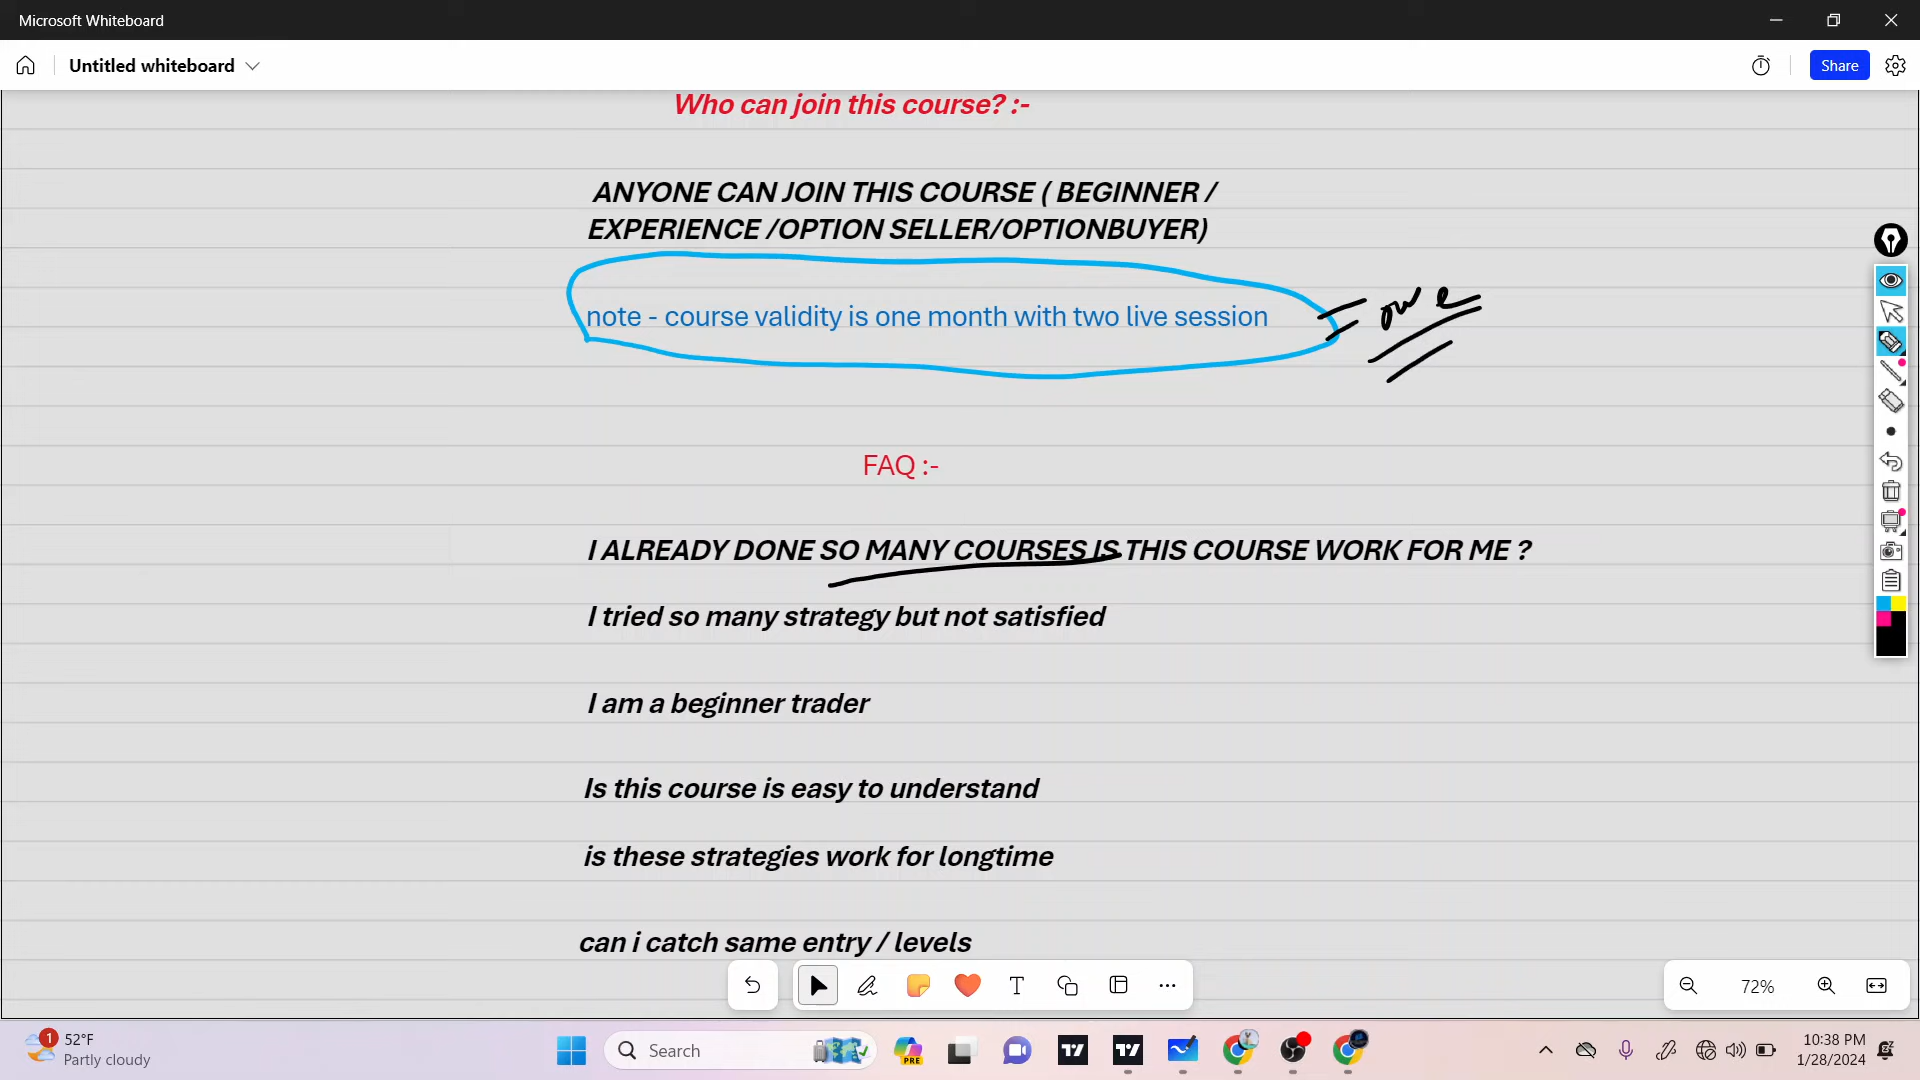 Microsoft Whiteboard
Untitled whiteboard
Share
Who can join this course? :-
ANYONE CAN JOIN THIS COURSE ( BEGINNER /
EXPERIENCE /OPTION SELLER/OPTIONBUYER)
note - course validity is one month with two live session
FAQ :-
I ALREADY DONE SO MANY COURSES IS THIS COURSE WORK FOR ME ?
I tried so many strategy but not satisfied
I am a beginner trader
Is this course is easy to understand
is these strategies work for longtime
can i catch same entry / levels
72%
1
52°F
Partly cloudy
Search
PRE
10:38 PM
1/28/2024